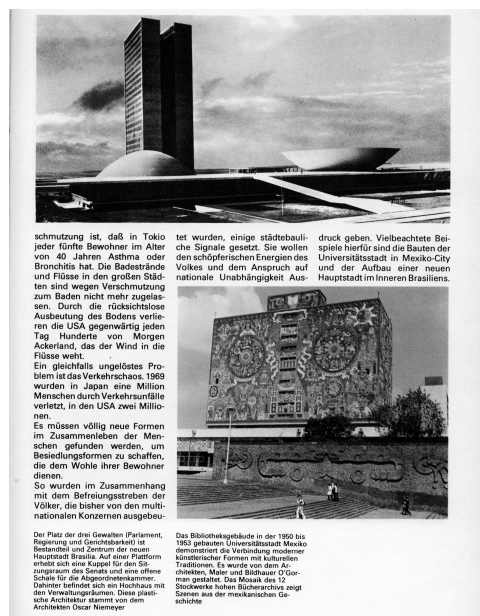 schmutzung ist, daß in Tokio
jeder fünfte Bewohner im Alter
von 40 Jahren Asthma oder
Bronchitis hat. Die Badestrände
und Flüsse in den großen Städ-
ten sind wegen Verschmutzung
zum Baden nicht mehr zugelas-
sen. Durch die rücksichtslose
Ausbeutung des Bodens verlie-
ren die USA gegenwärtig jeden
Tag Hunderte von Morgen
Ackerland, das der Wind in die
Flüsse weht.
Ein gleichfalls ungelöstes Pro-
blem ist das Verkehrschaos. 1969
wurden in Japan eine Million
Menschen durch Verkehrsunfälle
verletzt, in den USA zwei Millio-
nen.
Es müssen völlig neue Formen
im Zusammenleben der Men-
schen gefunden werden, um
Besiedlungsformen zu schaffen,
die dem Wohle ihrer Bewohner
dienen.
So wurden im Zusammenhang
mit dem Befreiungsstreben der
Völker, die bisher von den multi-
nationalen Konzernen ausgebeu-
tet wurden, einige städtebauli-
che Signale gesetzt. Sie wollen
den schöpferischen Energien des
Volkes und dem Anspruch auf
nationale Unabhängigkeit Aus-
druck geben. Vielbeachtete Bei-
spiele hierfür sind die Bauten der
Universitätsstadt in Mexiko-City
und der Aufbau einer neuen
Hauptstadt im Inneren Brasiliens.
Der Platz der drei Gewalten (Parlament,
Regierung und Gerichtsbarkeit) ist
Bestandteil und Zentrum der neuen
Hauptstadt Brasilia. Auf einer Plattform
erhebt sich eine Kuppel für den Sit-
zungsraum des Senats und eine offene
Schale für die Abgeordnetenkammer.
Dahinter befindet sich ein Hochhaus mit
den Verwaltungsräumen. Diese plasti-
sche Architektur stammt von dem
Architekten Oscar Niemeyer
Das Bibliotheksgebäude in der 1950 bis
1953 gebauten Universitätsstadt Mexiko
demonstriert die Verbindung moderner
künstlerischer Formen mit kulturellen
Traditionen. Es wurde von dem Ar-
chitekten, Maler und Bildhauer O'Gor-
man gestaltet. Das Mosaik des 12
Stockwerke hohen Bücherarchivs zeigt
Szenen aus der mexikanischen Ge-
schichte